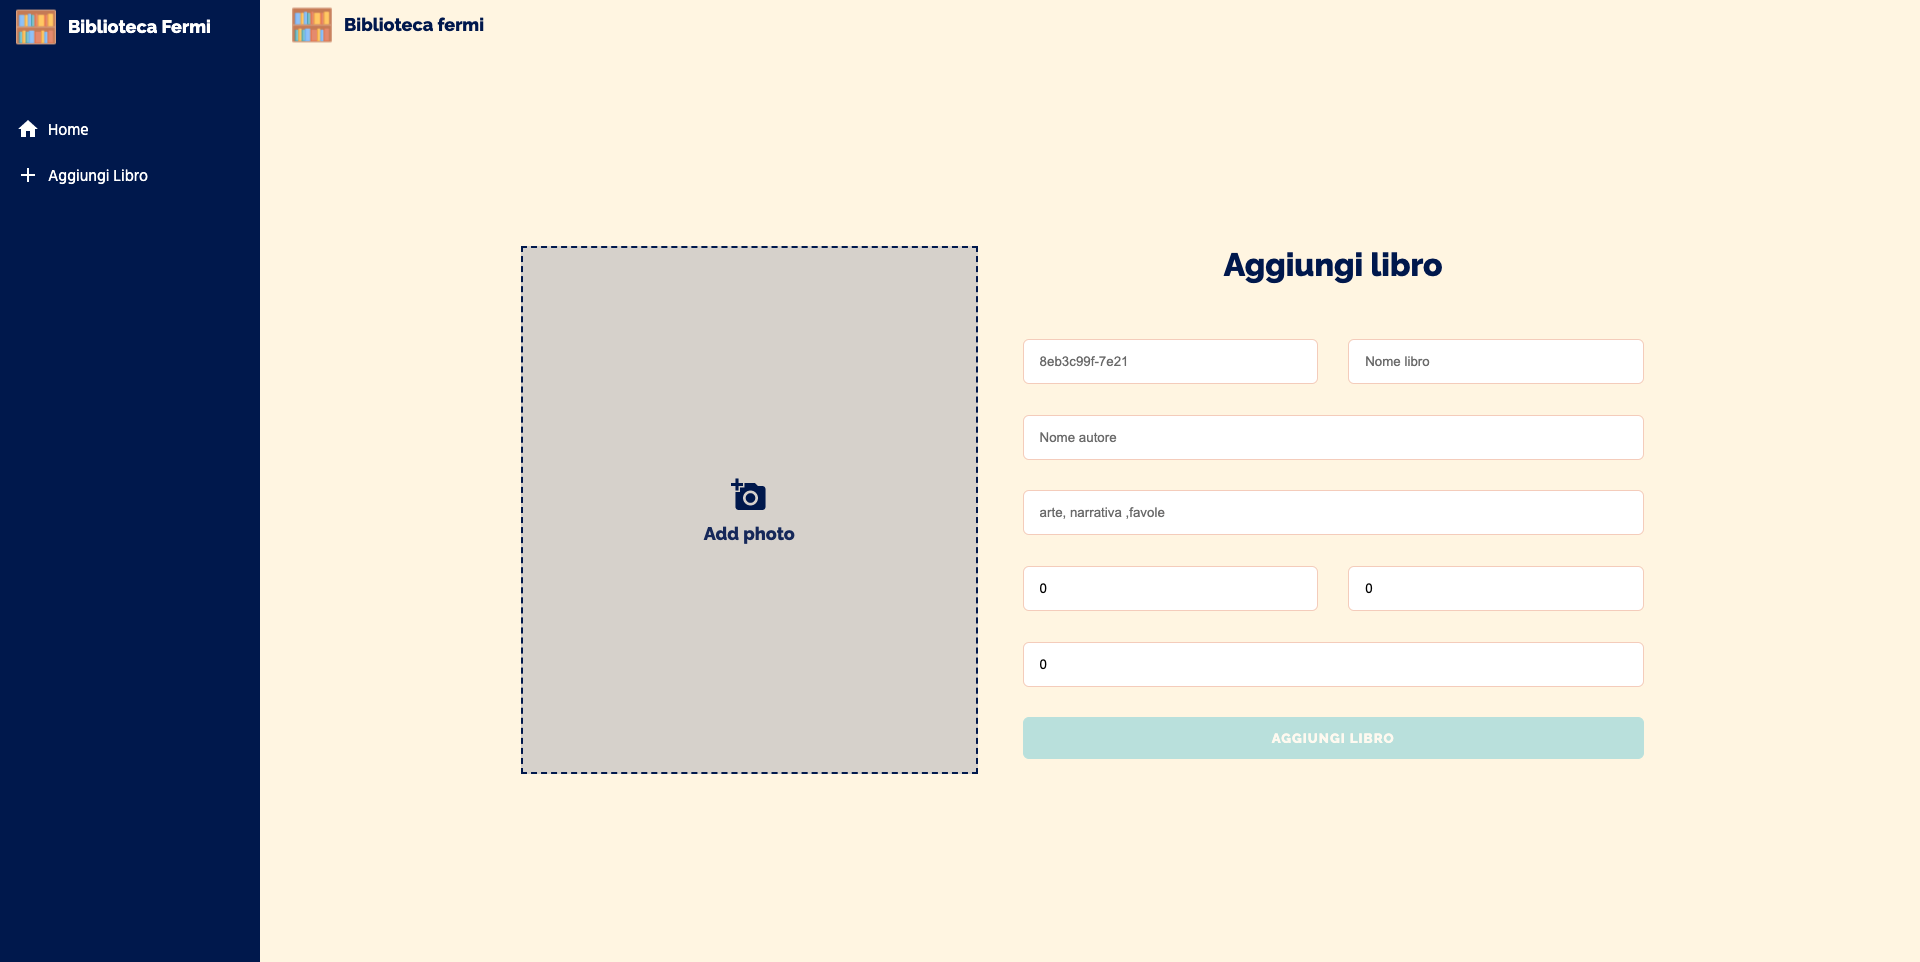 Biblioteca Fermi
Home
Aggiungi Libro
Biblioteca fermi
Add photo
Aggiungi libro
8eb3c99f-7e21
Nome libro
Nome autore
arte, narrativa ,favole
0
0
0
AGGIUNGI LIBRO